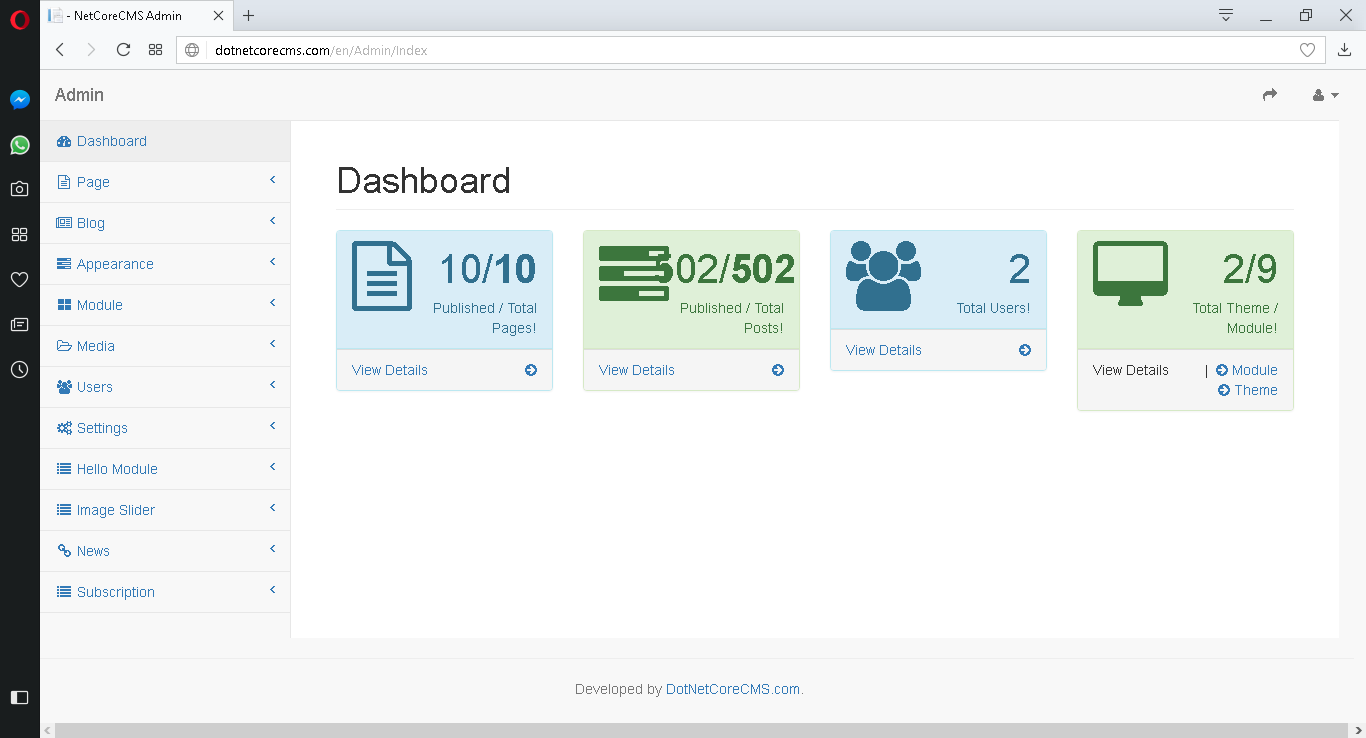 - NetCoreCMS Admin
dotnetcorecms.com/en/Admin/Index
Admin
Dashboard
Page
Blog
Appearance
Module
Media
Users
Settings
Hello Module
Image Slider
News
Subscription
Dashboard
10/10
Published / Total
Pages!
View Details
502/502
Published / Total
Posts!
View Details
2
Total Users!
View Details
2/9
Total Theme /
Module!
View Details | Module
Theme
Developed by DotNetCoreCMS.com.